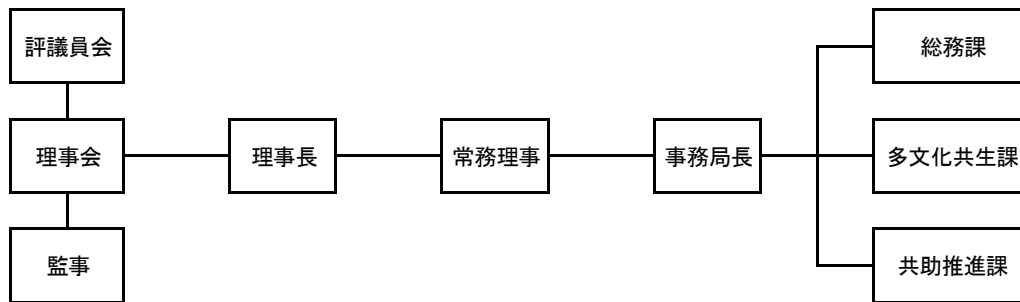 評議員会
総務課
理事会
理事長
常務理事
事務局長
多文化共生課
監事
共助推進課